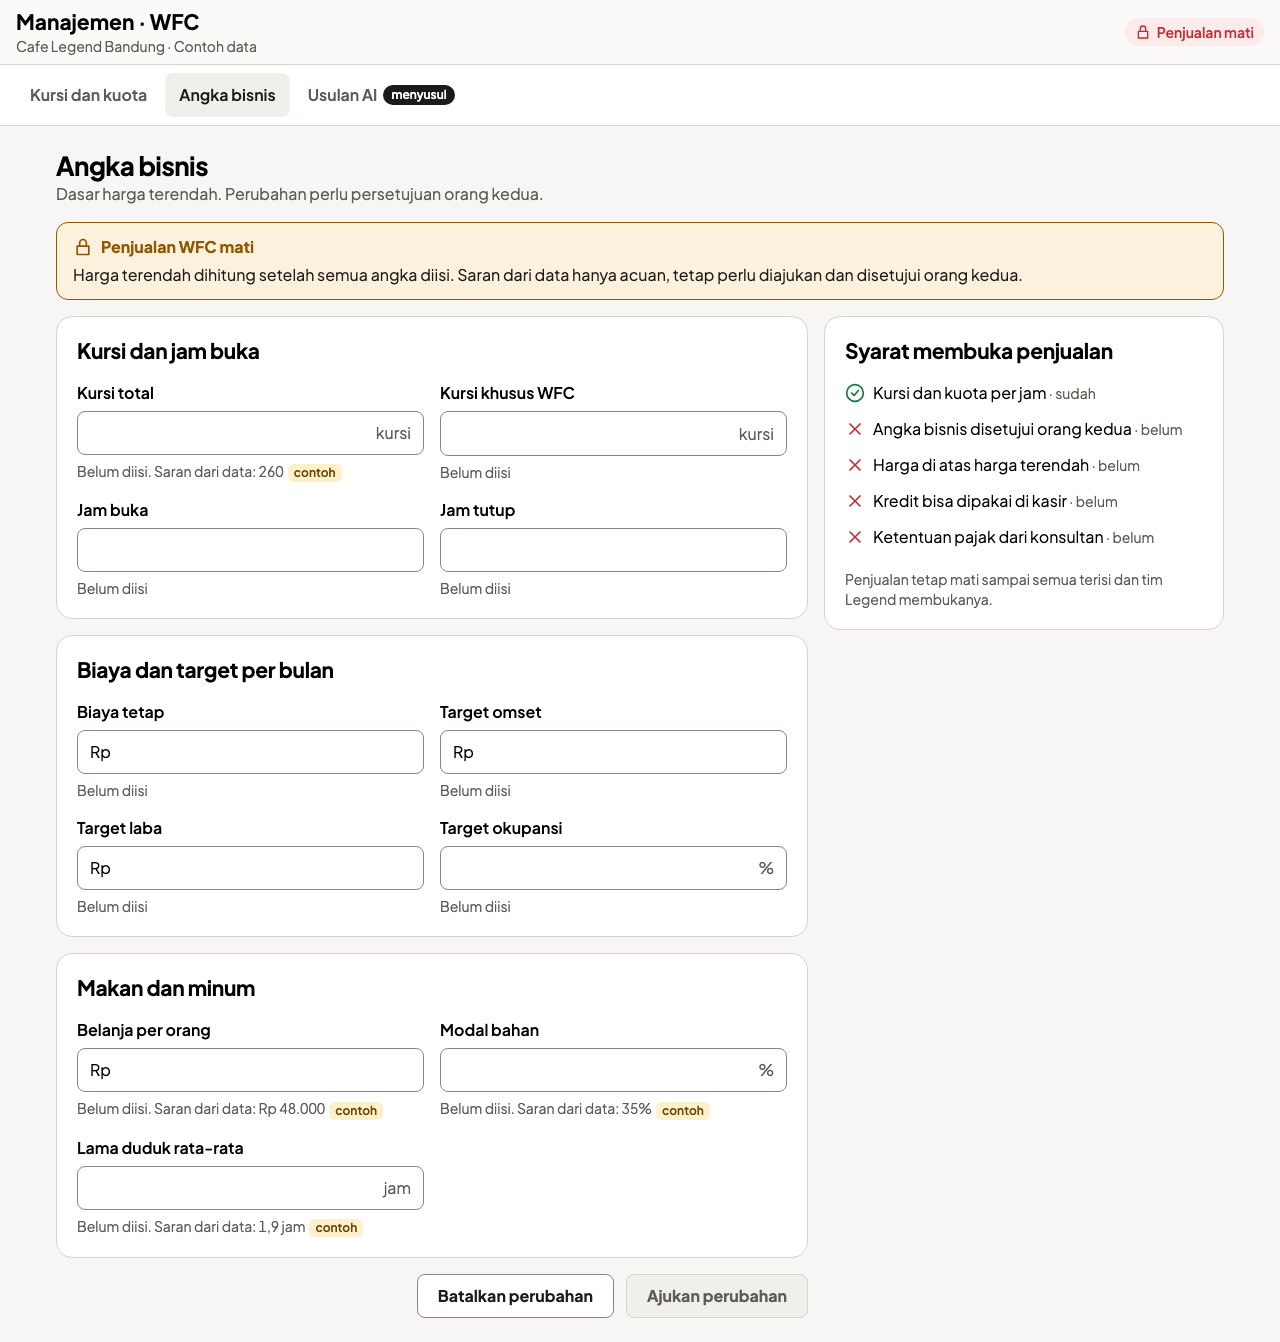 Manajemen · WFC
Cafe Legend Bandung · Contoh data
Penjualan mati
Kursi dan kuota
Angka bisnis
Usulan AI menyusul
Angka bisnis
Dasar harga terendah. Perubahan perlu persetujuan orang kedua.
Penjualan WFC mati
Harga terendah dihitung setelah semua angka diisi. Saran dari data hanya acuan, tetap perlu diajukan dan disetujui orang kedua.
Kursi dan jam buka
Kursi total
kursi
Belum diisi. Saran dari data: 260 contoh
Kursi khusus WFC
kursi
Belum diisi
Jam buka
Belum diisi
Jam tutup
Belum diisi
Biaya dan target per bulan
Biaya tetap
Rp
Belum diisi
Target omset
Rp
Belum diisi
Target laba
Rp
Belum diisi
Target okupansi
%
Belum diisi
Makan dan minum
Belanja per orang
Rp
Belum diisi. Saran dari data: Rp 48.000 contoh
Modal bahan
%
Belum diisi. Saran dari data: 35% contoh
Lama duduk rata-rata
jam
Belum diisi. Saran dari data: 1,9 jam contoh
Batalkan perubahan
Ajukan perubahan
Syarat membuka penjualan
Kursi dan kuota per jam · sudah
Angka bisnis disetujui orang kedua · belum
Harga di atas harga terendah · belum
Kredit bisa dipakai di kasir · belum
Ketentuan pajak dari konsultan · belum
Penjualan tetap mati sampai semua terisi dan tim
Legend membukanya.